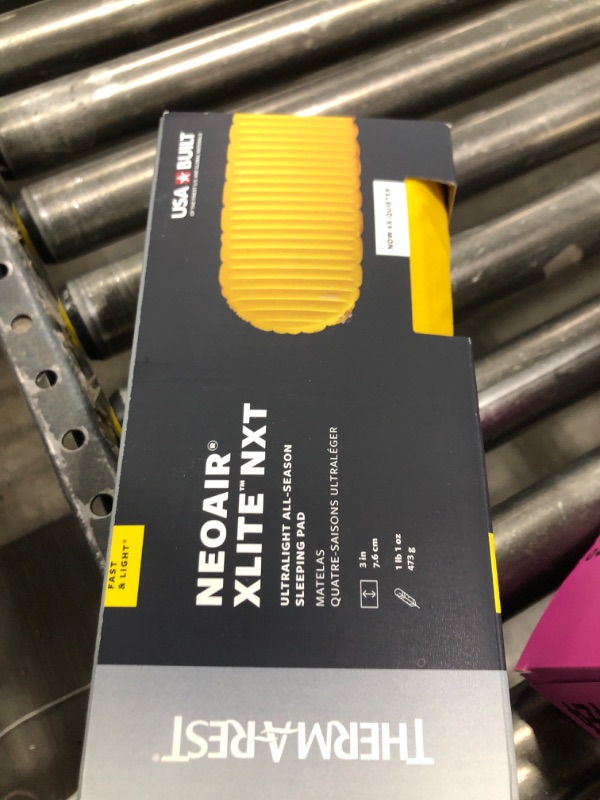 USA BUILT
NOW 6X QUIETER
FAST
& LIGHT®
NEOAIR®
XLITE™ NXT
ULTRALIGHT ALL-SEASON
SLEEPING PAD
MATELAS
QUATRE-SAISONS ULTRALÉGER
3 in
7.6 cm
1 lb 1 oz
473 g
THERM-A-REST®